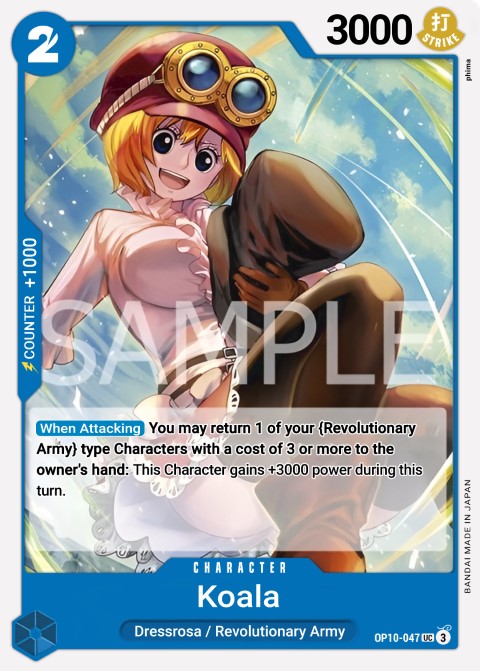 2
3000
打
STRIKE
phima
COUNTER +1000
SAMPLE
When Attacking You may return 1 of your {Revolutionary
Army} type Characters with a cost of 3 or more to the
owner's hand: This Character gains +3000 power during this
turn.
CHARACTER
Koala
Dressrosa / Revolutionary Army
OP10-047 UC 3
BANDAI MADE IN JAPAN